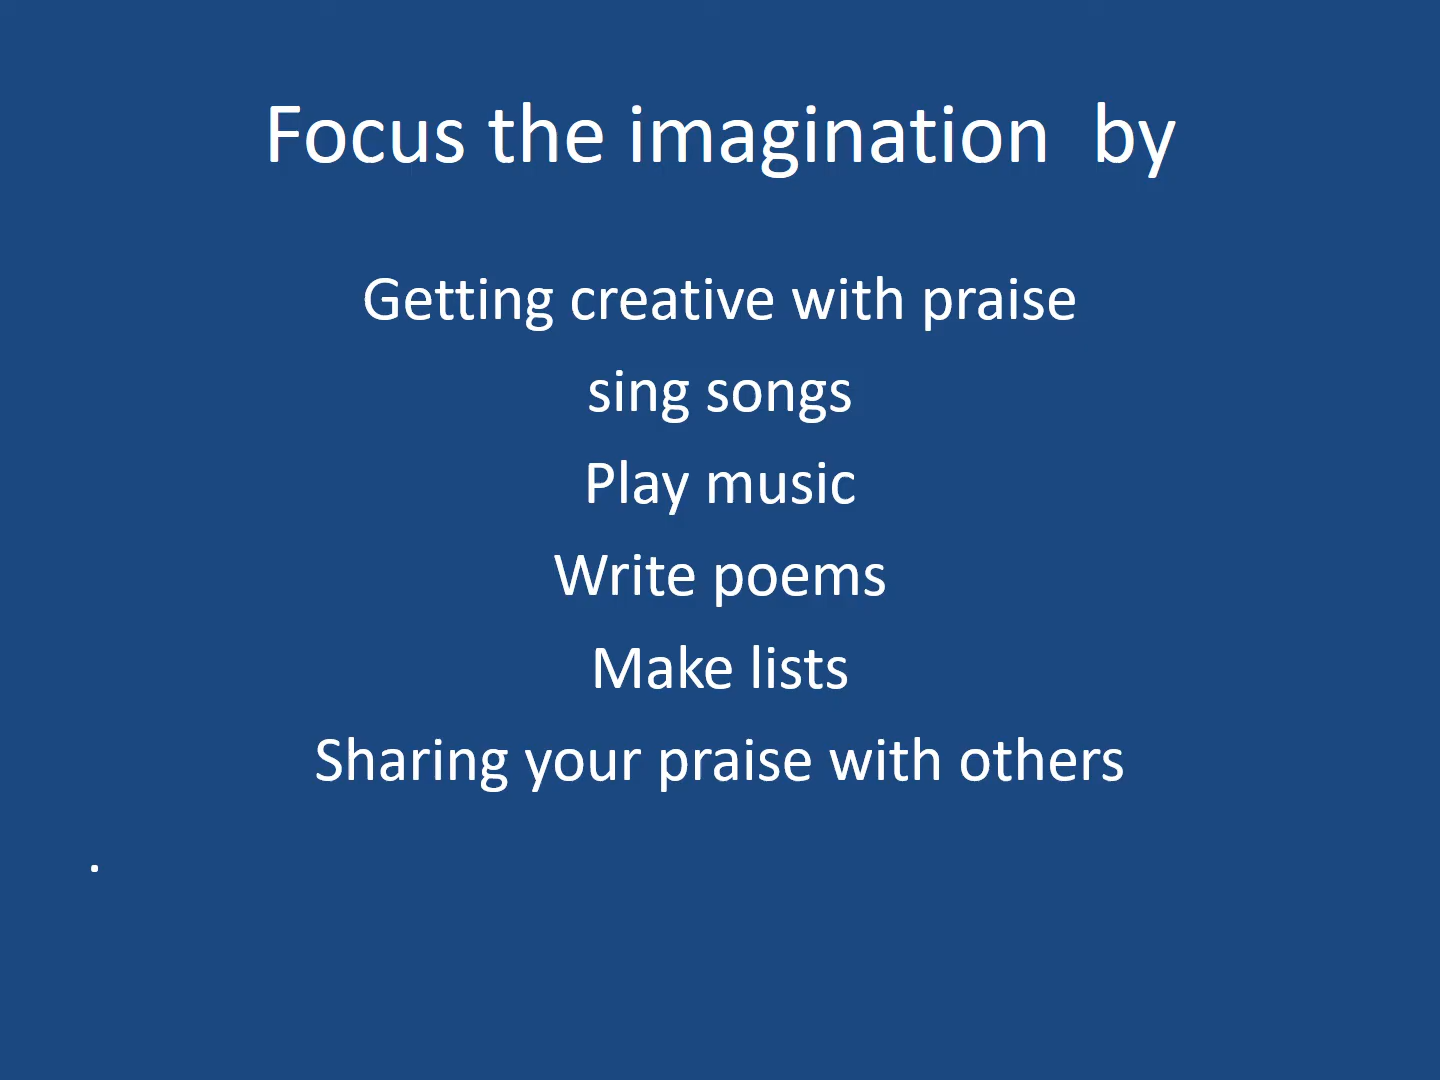 Focus the imagination  by
Getting creative with praise
sing songs
Play music
Write poems
Make lists
Sharing your praise with others
.